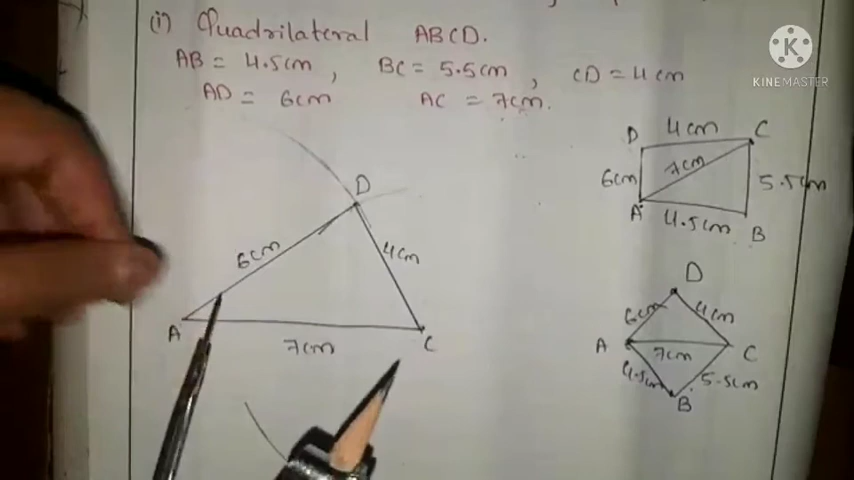 (i) Quadrilateral ABCD.
AB = 4.5cm, BC = 5.5cm, CD = 4cm
AD = 6cm AC = 7cm.
K
KINEMASTER
D 4cm C
6cm 7cm 5.5cm
A 4.5cm B
D
6cm 4cm
A 7cm C
D
6cm 4cm
A 7cm C
4.5cm 5.5cm
B